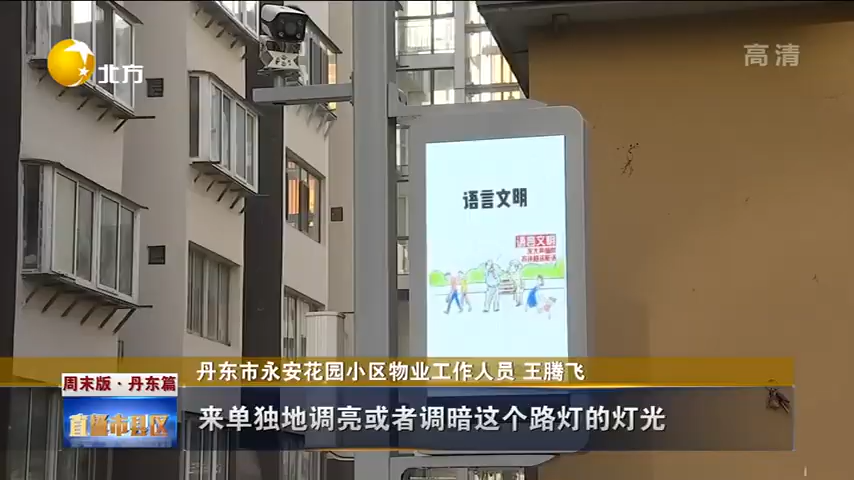 北方
高清
语言文明
语言文明
丹东市永安花园小区物业工作人员 王腾飞
周末版·丹东篇
直播市县区
来单独地调亮或者调暗这个路灯的灯光